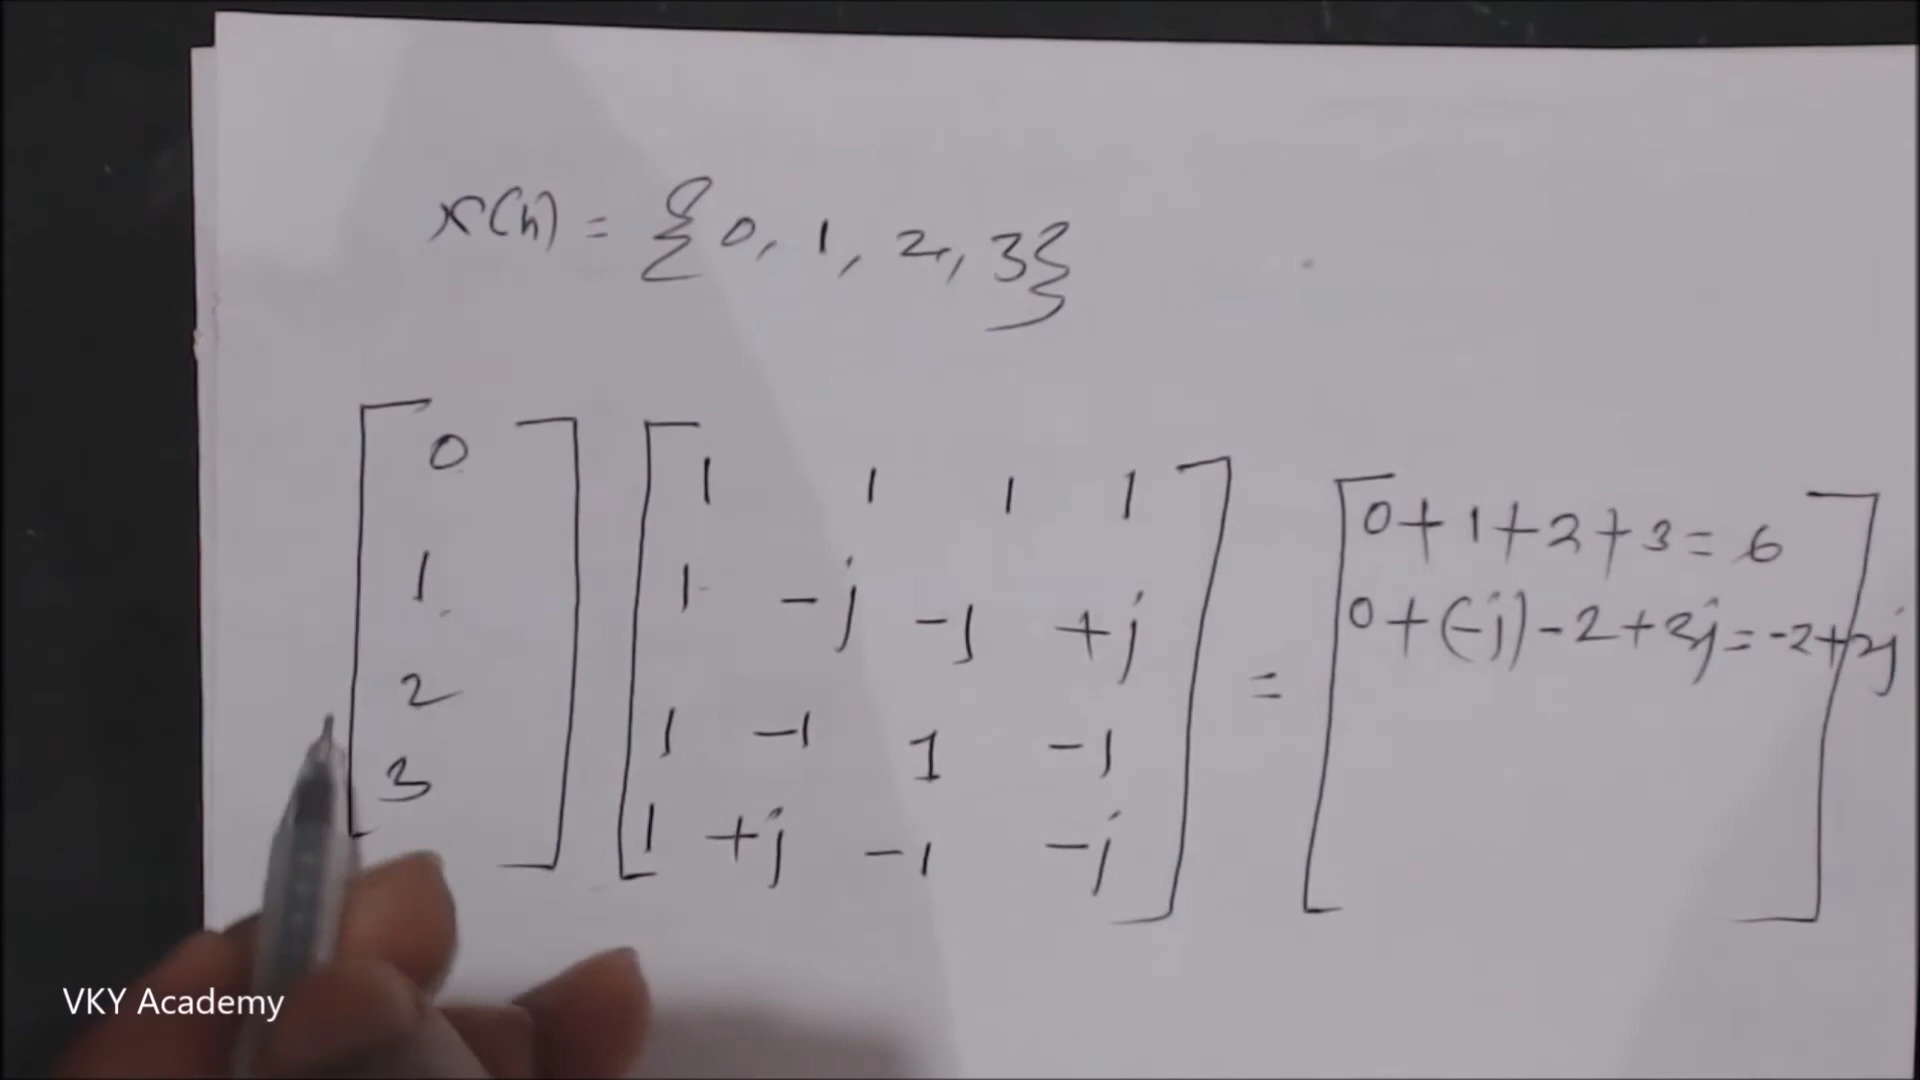 x(n) = {0, 1, 2, 3}
0
1
2
3
1 1 1 1
1 -j -1 +j
1 -1 1 -1
1 +j -1 -j
=
0+1+2+3=6
0+(-j)-2+3j=-2+2j
VKY Academy